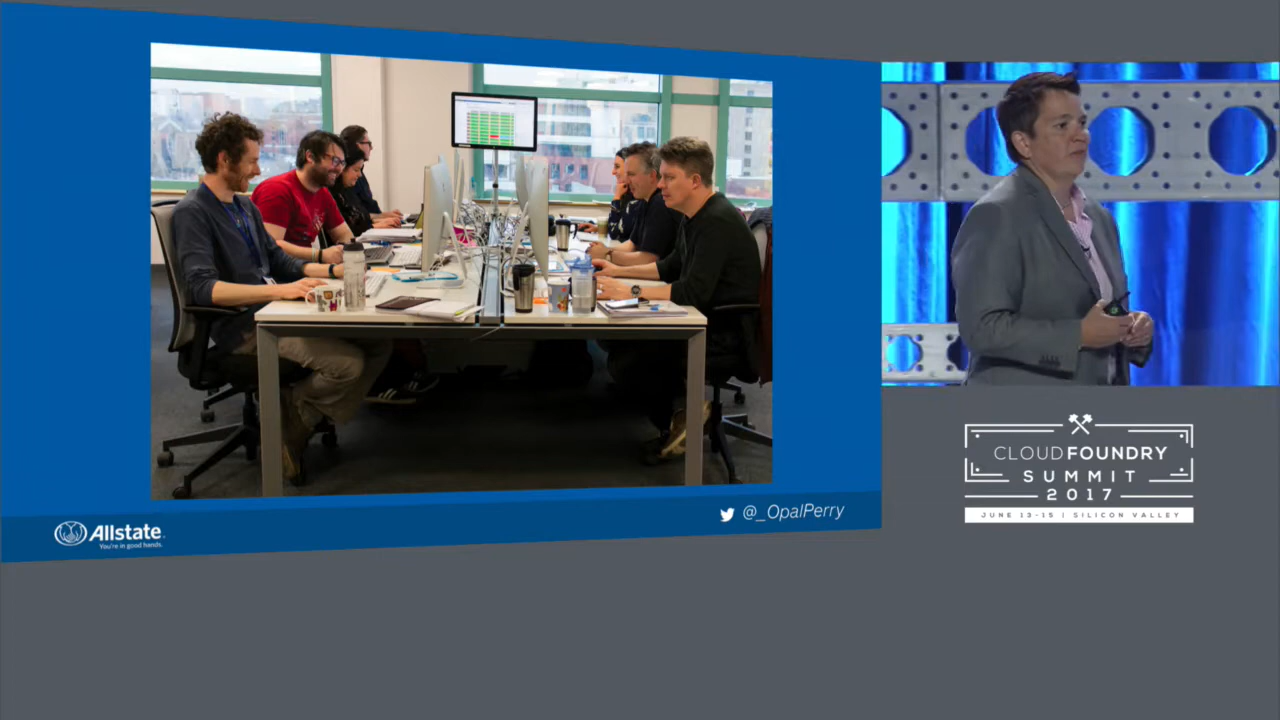 Allstate.
You're in good hands.
@_OpalPerry
CLOUD FOUNDRY
SUMMIT
2017
JUNE 13-15 | SILICON VALLEY